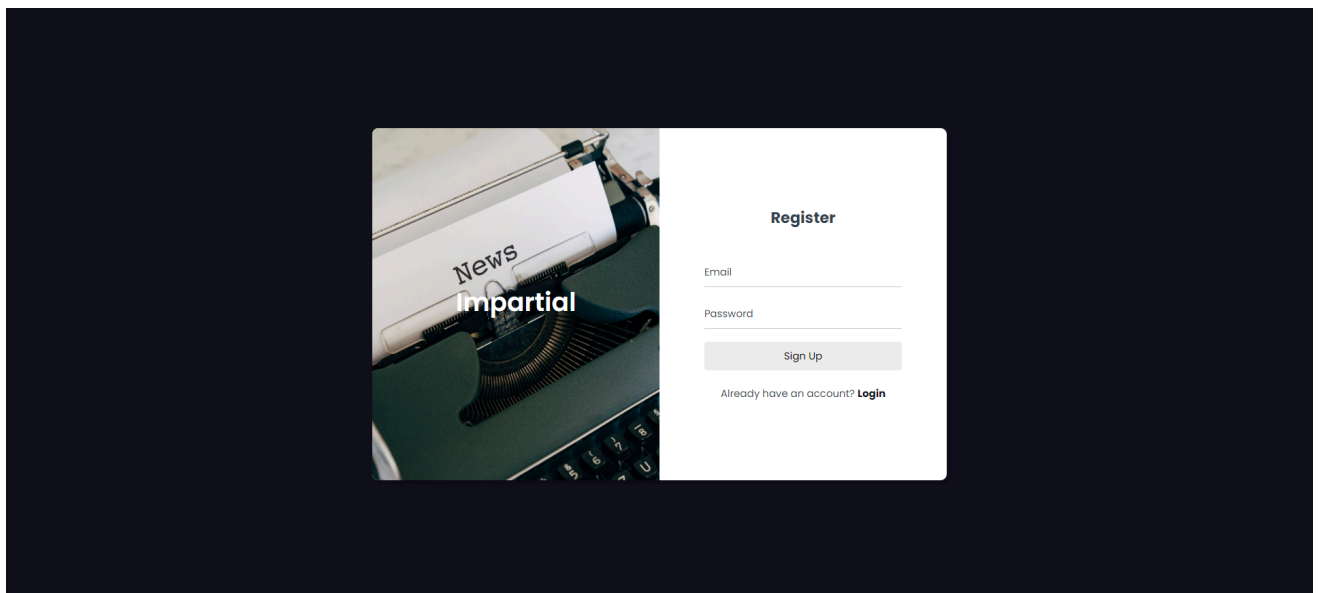 News
Impartial
Register
Email
Password
Sign Up
Already have an account? Login